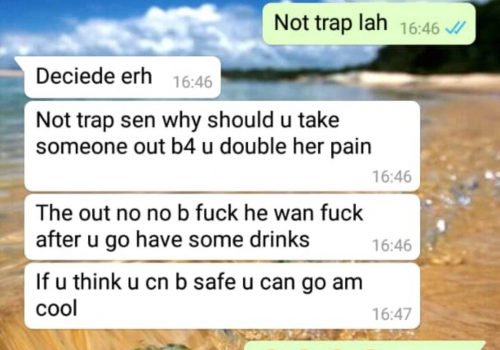 Not trap lah 16:46
Deciede erh 16:46
Not trap sen why should u take
someone out b4 u double her pain
16:46
The out no no b fuck he wan fuck
after u go have some drinks 16:46
If u think u cn b safe u can go am
cool 16:47